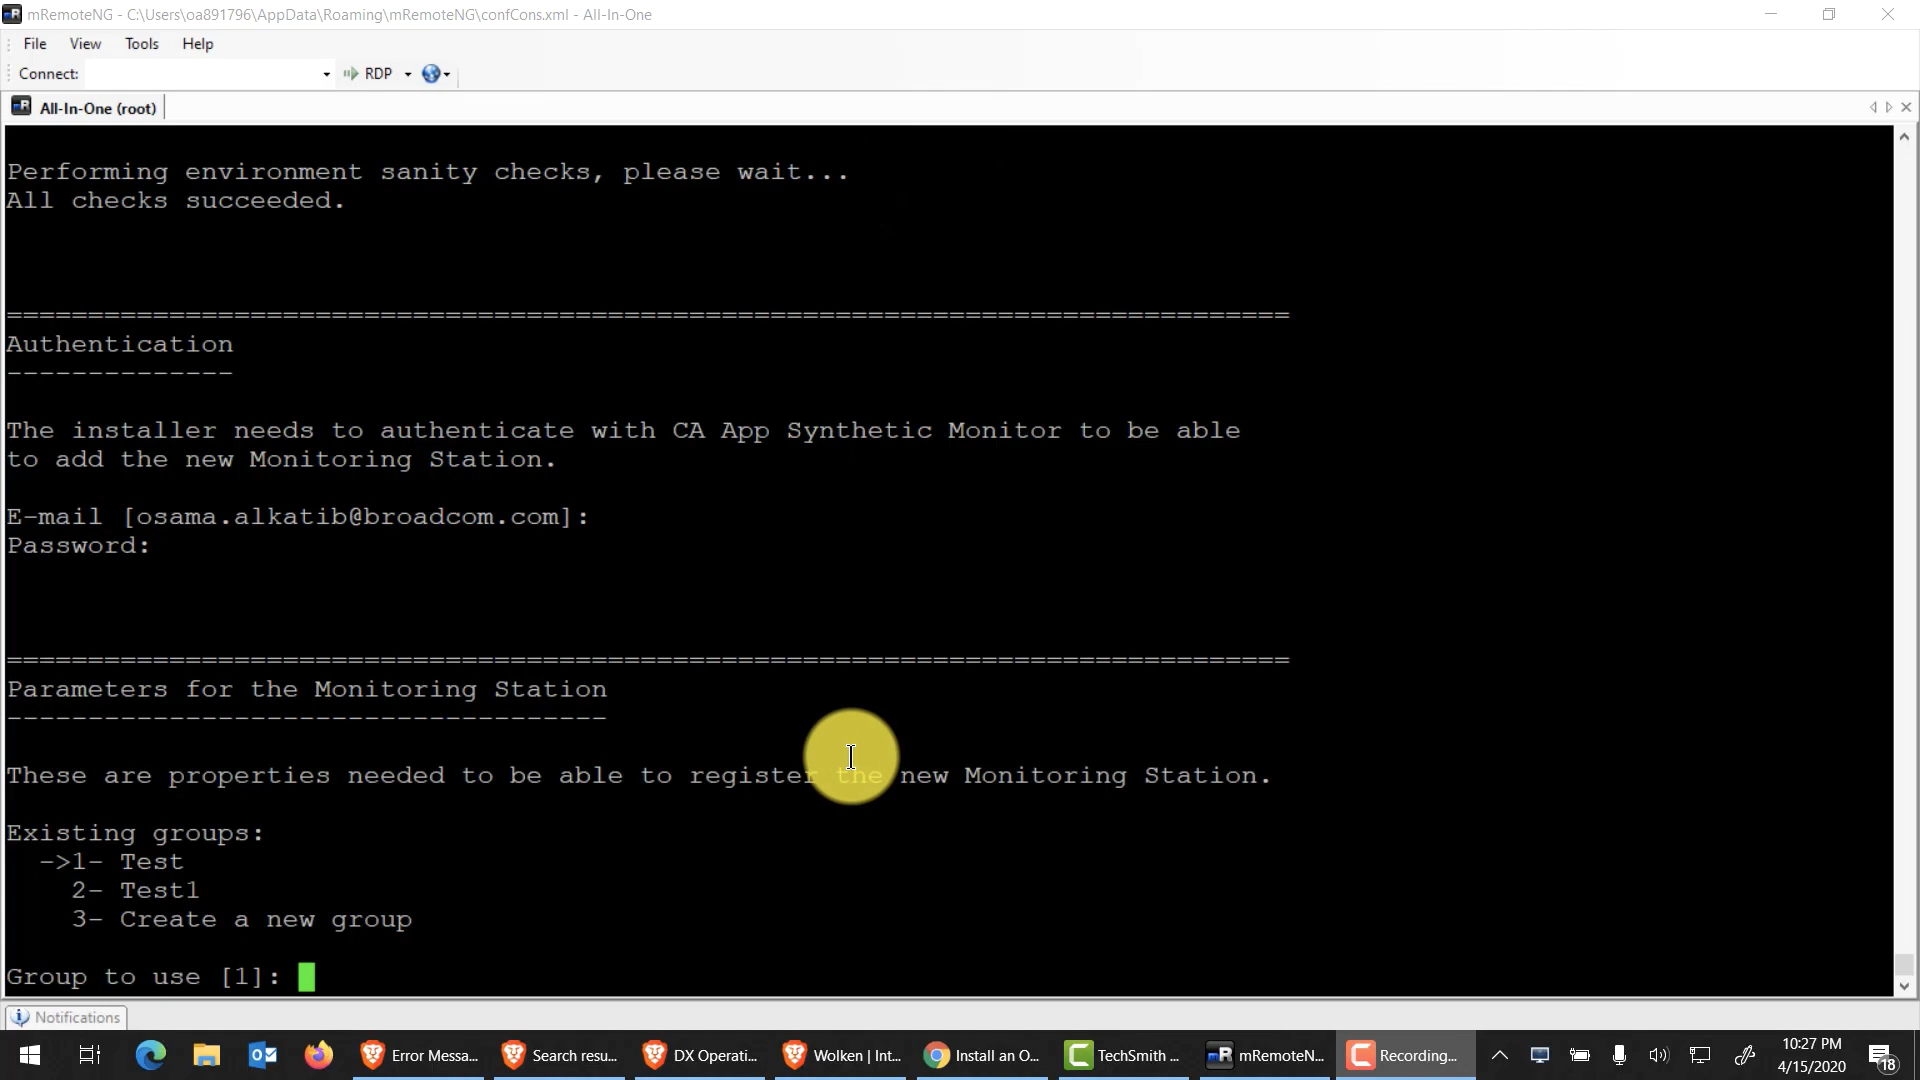 mRemoteNG - C:\Users\oa891796\AppData\Roaming\mRemoteNG\confCons.xml - All-In-One
File View Tools Help
Connect: RDP
All-In-One (root)
Performing environment sanity checks, please wait...
All checks succeeded.
===============================================================================
Authentication
--------------
The installer needs to authenticate with CA App Synthetic Monitor to be able
to add the new Monitoring Station.
E-mail [osama.alkatib@broadcom.com]:
Password:
===============================================================================
Parameters for the Monitoring Station
-------------------------------------
These are properties needed to be able to register the new Monitoring Station.
Existing groups:
->1- Test
2- Test1
3- Create a new group
Group to use [1]:
Notifications
Error Messa... Search resu... DX Operati... Wolken | Int... Install an O... TechSmith ... mRemoteN... Recording... 10:27 PM
4/15/2020 18